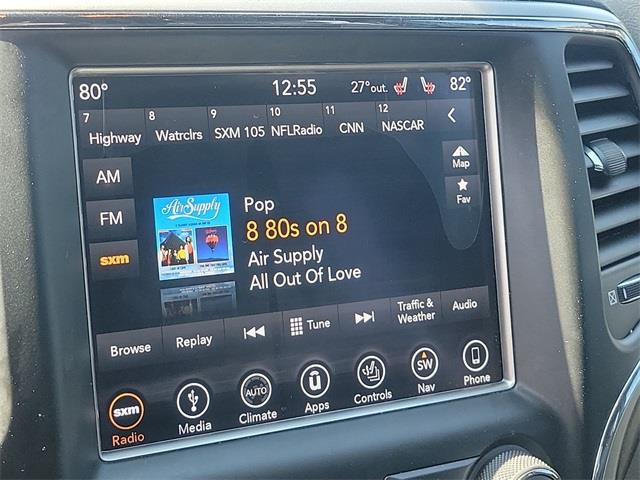 80° 12:55 27°out. 82°
7 Highway 8 Watrclrs 9 SXM 105 10 NFLRadio 11 CNN 12 NASCAR
AM
FM
sxm
Map
Fav
Air Supply
Pop
8 80s on 8
Air Supply
All Out Of Love
Browse Replay Tune Traffic & Weather Audio
sxm AUTO SW
Radio Media Climate Apps Controls Nav Phone